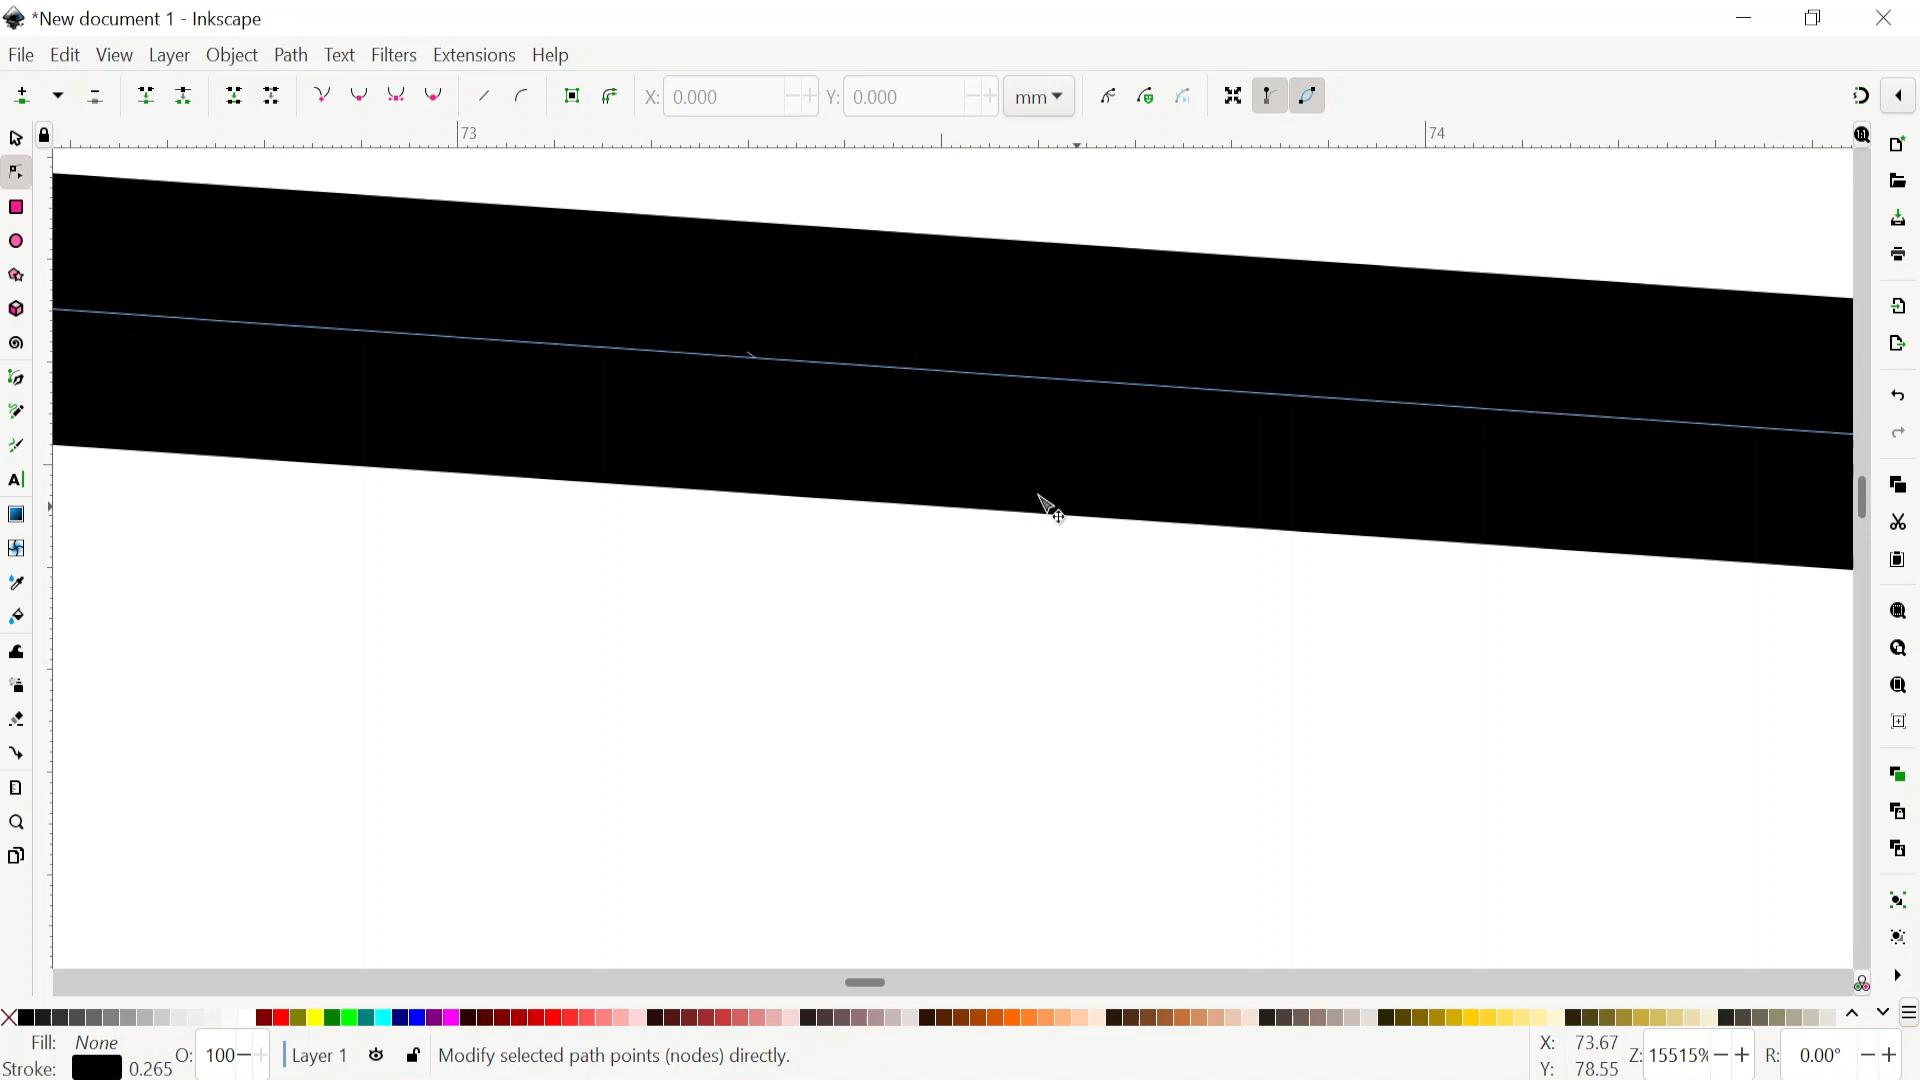 *New document 1 - Inkscape
File Edit View Layer Object Path Text Filters Extensions Help
X: 0.000 Y: 0.000 mm
73 74
1:1
A
Fill: None
Stroke: 0.265 O: 100
Layer 1
Modify selected path points (nodes) directly.
X: 73.67
Y: 78.55
Z: 15515%
R: 0.00°